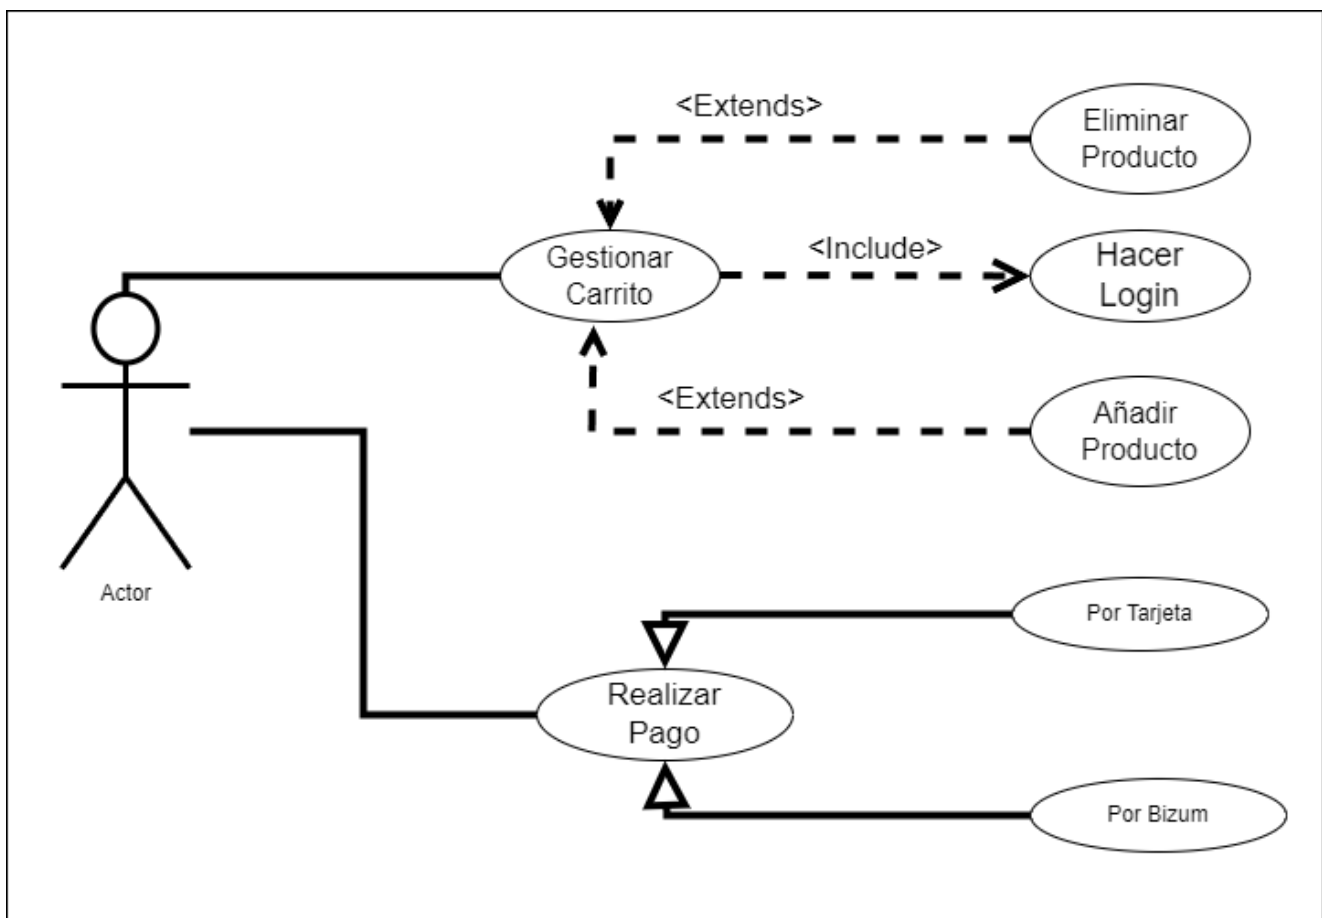 <Extends>
Eliminar
Producto
<Include>
Gestionar
Carrito
Hacer
Login
<Extends>
Añadir
Producto
Actor
Por Tarjeta
Realizar
Pago
Por Bizum